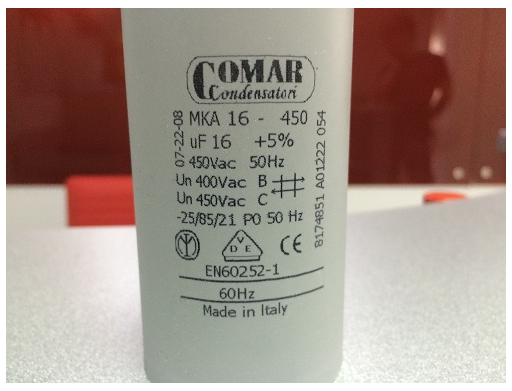 COMAR
Condensatori
MKA 16 - 450
uF 16 +5%
450Vac 50Hz
Un 400Vac B
Un 450Vac C
-25/85/21 P0 50 Hz
VDE CE
EN60252-1
60Hz
Made in Italy
07-22-08
8174851 A01222 054